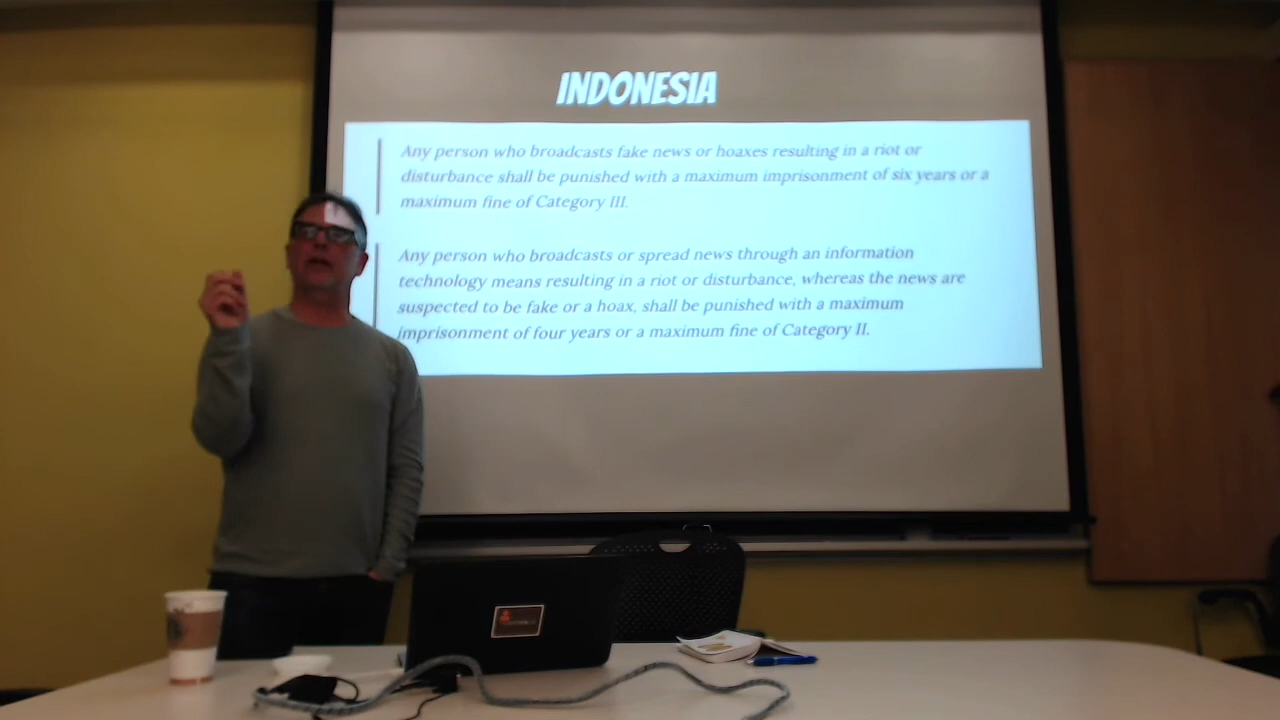 INDONESIA
Any person who broadcasts fake news or hoaxes resulting in a riot or
disturbance shall be punished with a maximum imprisonment of six years or a
maximum fine of Category III.
Any person who broadcasts or spread news through an information
technology means resulting in a riot or disturbance, whereas the news are
suspected to be fake or a hoax, shall be punished with a maximum
imprisonment of four years or a maximum fine of Category II.